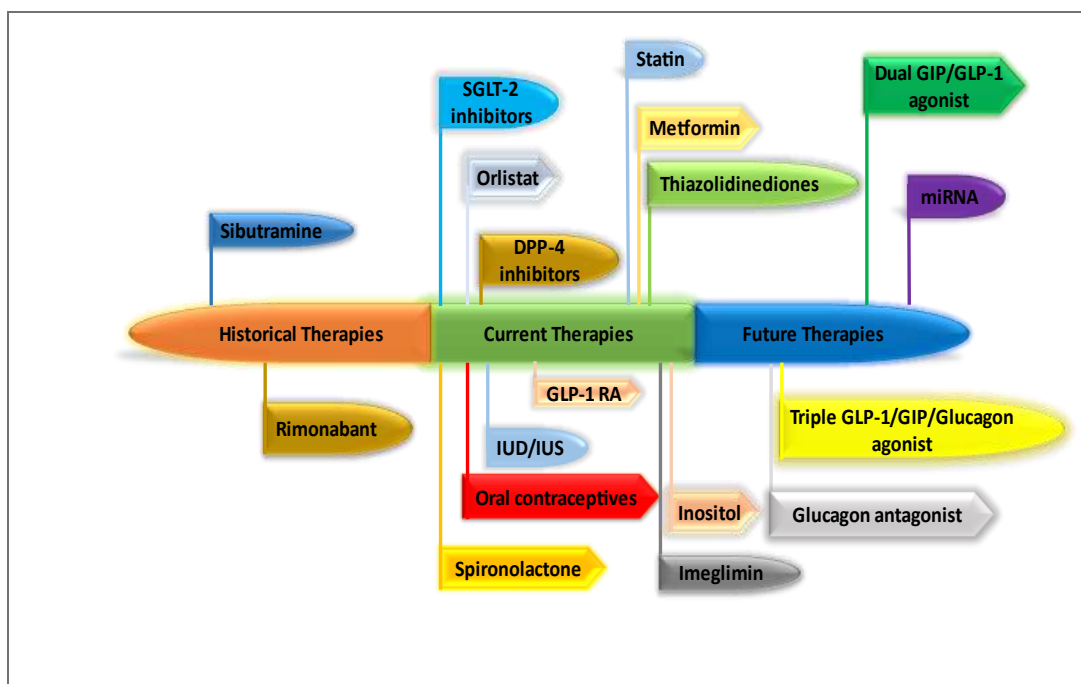 Statin
Dual GIP/GLP-1
agonist
SGLT-2
inhibitors
Metformin
Orlistat
Thiazolidinediones
miRNA
Sibutramine
DPP-4
inhibitors
Historical Therapies
Current Therapies
Future Therapies
GLP-1 RA
Rimonabant
Triple GLP-1/GIP/Glucagon
agonist
IUD/IUS
Oral contraceptives
Inositol
Glucagon antagonist
Spironolactone
Imeglimin